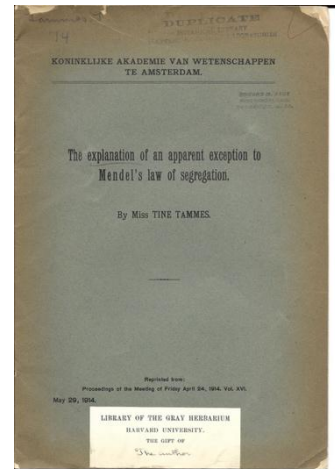 DUPLICATE
KONINKLIJKE AKADEMIE VAN WETENSCHAPPEN
TE AMSTERDAM.
The explanation of an apparent exception to
Mendel's law of segregation.
By Miss TINE TAMMES.
Reprinted from:
Proceedings of the Meeting of Friday April 24, 1914. Vol. XVI.
May 29, 1914.
LIBRARY OF THE GRAY HERBARIUM
HARVARD UNIVERSITY.
THE GIFT OF
The author